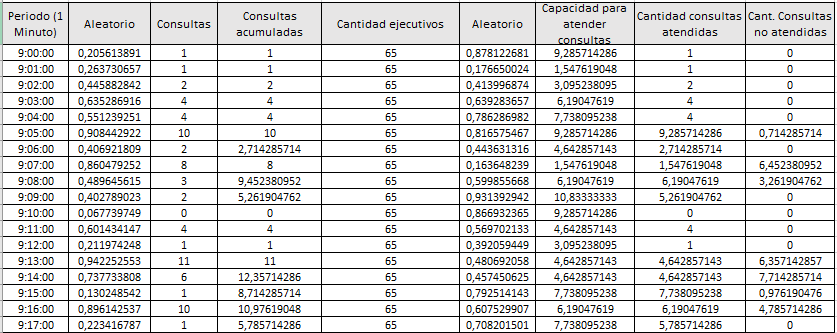 Periodo (1 Minuto) Aleatorio Consultas Consultas acumuladas Cantidad ejecutivos Aleatorio Capacidad para atender consultas Cantidad consultas atendidas Cant. Consultas no atendidas
9:00:00 0,205613891 1 1 65 0,878122681 9,285714286 1 0
9:01:00 0,263730657 1 1 65 0,176650024 1,547619048 1 0
9:02:00 0,445882842 2 2 65 0,413996874 3,095238095 2 0
9:03:00 0,635286916 4 4 65 0,639283657 6,19047619 4 0
9:04:00 0,551239251 4 4 65 0,786286982 7,738095238 4 0
9:05:00 0,908442922 10 10 65 0,816575467 9,285714286 9,285714286 0,714285714
9:06:00 0,406921809 2 2,714285714 65 0,443631316 4,642857143 2,714285714 0
9:07:00 0,860479252 8 8 65 0,163648239 1,547619048 1,547619048 6,452380952
9:08:00 0,489645615 3 9,452380952 65 0,599855668 6,19047619 6,19047619 3,261904762
9:09:00 0,402789023 2 5,261904762 65 0,931392942 10,83333333 5,261904762 0
9:10:00 0,067739749 0 0 65 0,866932365 9,285714286 0 0
9:11:00 0,601434147 4 4 65 0,569702133 4,642857143 4 0
9:12:00 0,211974248 1 1 65 0,392059449 3,095238095 1 0
9:13:00 0,942252553 11 11 65 0,480692058 4,642857143 4,642857143 6,357142857
9:14:00 0,737733808 6 12,35714286 65 0,457450625 4,642857143 4,642857143 7,714285714
9:15:00 0,130248542 1 8,714285714 65 0,792514143 7,738095238 7,738095238 0,976190476
9:16:00 0,896142537 10 10,97619048 65 0,607529907 6,19047619 6,19047619 4,785714286
9:17:00 0,223416787 1 5,785714286 65 0,708201501 7,738095238 5,785714286 0